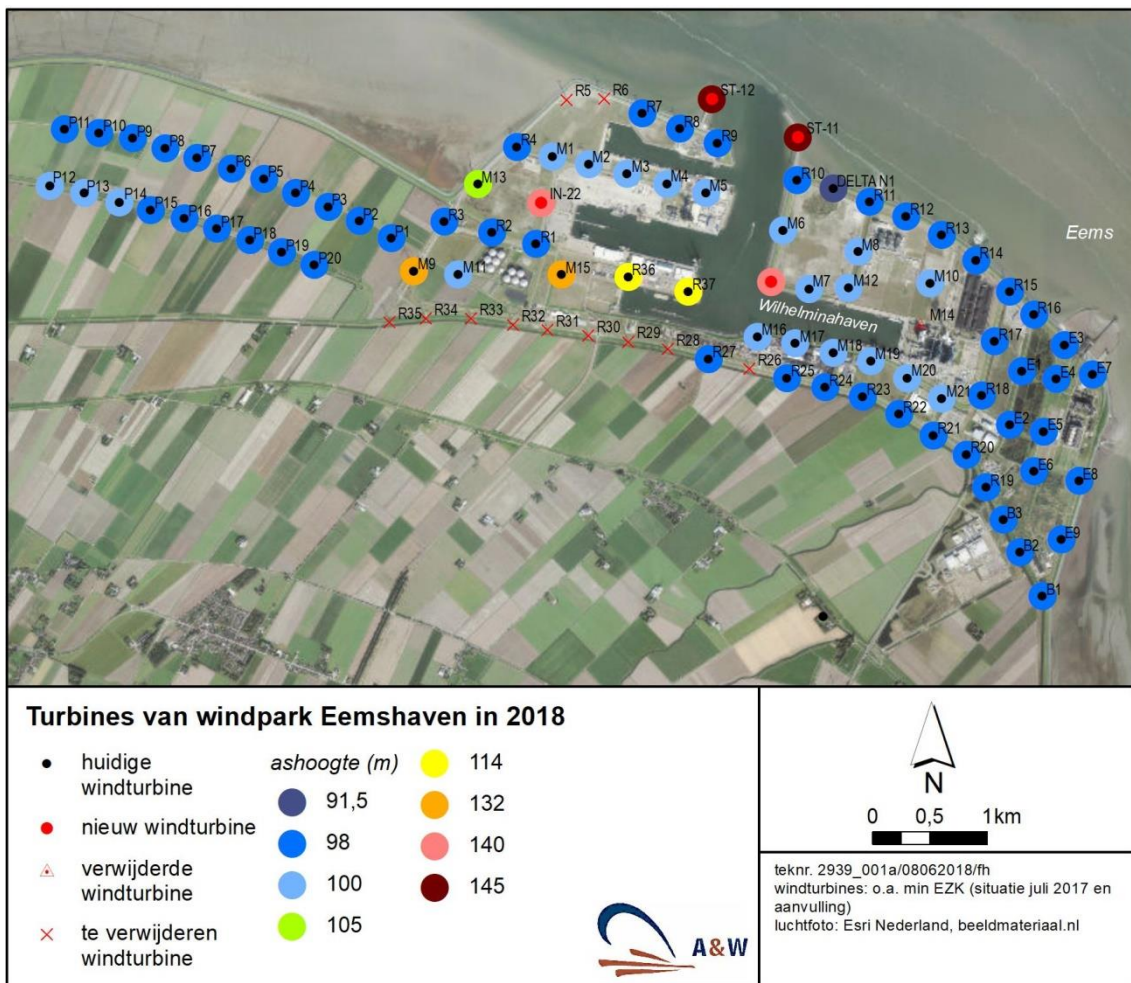 R5
R6
ST-12
R7
R8
R9
ST-11
P11
P10
P9
P8
P7
P6
P5
P4
P3
P2
P1
R4
M1
M2
M3
M4
M5
R10
DELTA N1
R11
R12
R13
P12
P13
P14
P15
P16
P17
P18
P19
P20
M13
IN-22
R3
R2
R1
M6
M8
Eems
R14
M9
M11
M15
R36
R37
M7
M12
M10
R15
R16
Wilhelminahaven
M14
R35
R34
R33
R32
R31
R30
R29
R28
R27
R26
M16
M17
M18
M19
M20
M21
R17
E3
E1
E4
E7
R25
R24
R23
R22
R21
R20
R18
E2
E5
R19
E6
E8
B3
B2
E9
B1
Turbines van windpark Eemshaven in 2018
huidige
windturbine
nieuw windturbine
verwijderde
windturbine
te verwijderen
windturbine
ashoogte (m)
91,5
98
100
105
114
132
140
145
A&W
N
0 0,5 1km
teknr. 2939_001a/08062018/fh
windturbines: o.a. min EZK (situatie juli 2017 en
aanvulling)
luchtfoto: Esri Nederland, beeldmateriaal.nl